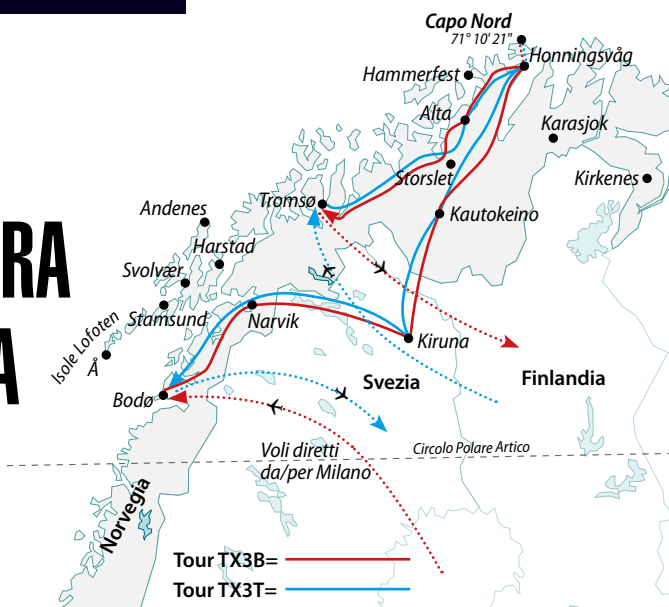 Capo Nord
71° 10' 21"
Honningsvåg
Hammerfest
Alta
Karasjok
Storslet
Kirkenes
Tromsø
Kautokeino
Andenes
RA
Harstad
Svolvær
Stamsund
Narvik
Isole Lofoten
Å
Kiruna
A
Svezia
Finlandia
Bodø
Circolo Polare Artico
Voli diretti
da/per Milano
Norvegia
Tour TX3B=
Tour TX3T=